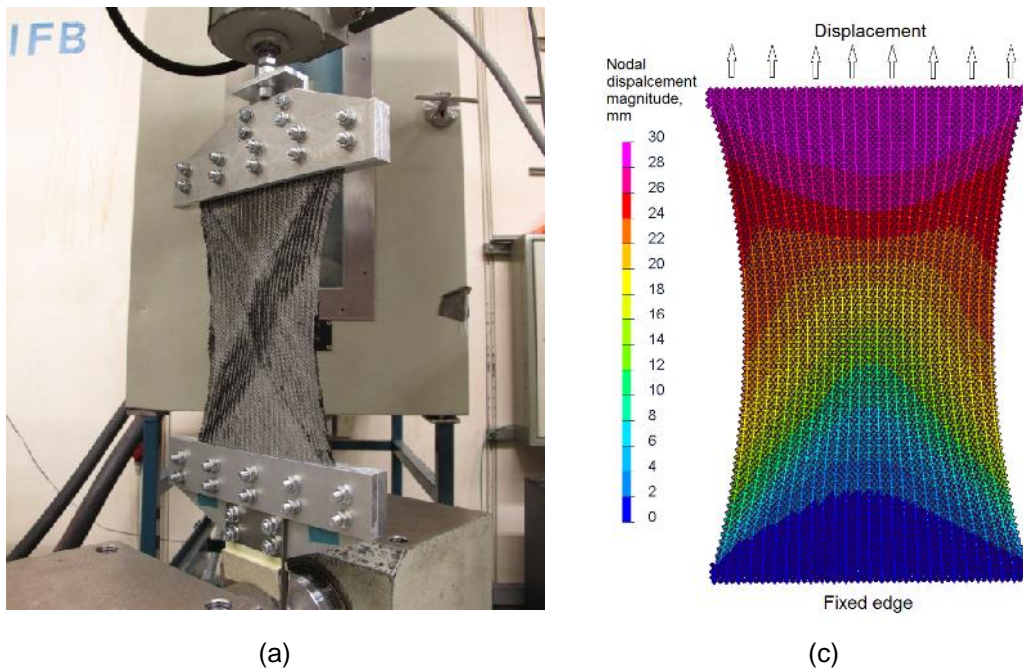 IFB
Displacement
Nodal
dispalcement
magnitude,
mm
30
28
26
24
22
20
18
16
14
12
10
8
6
4
2
0
Fixed edge
(a)
(c)